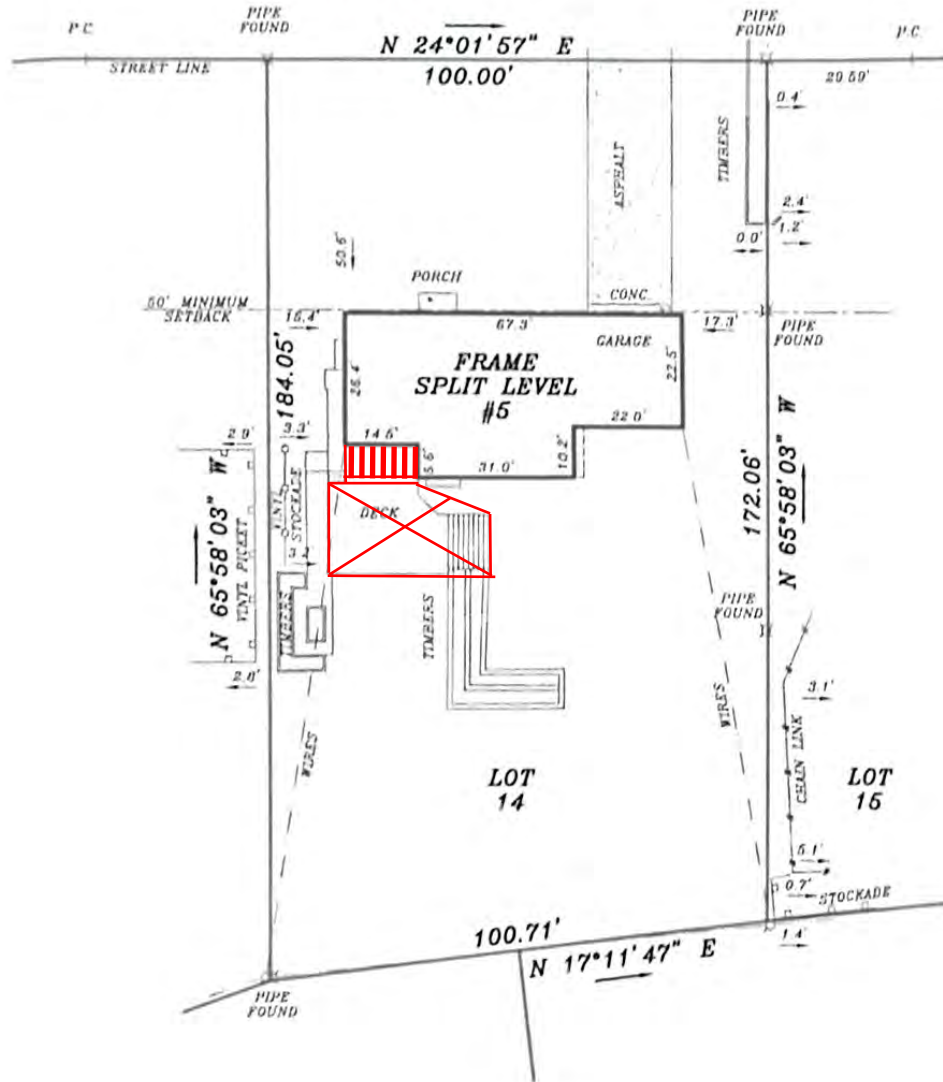 P.C.
PIPE
FOUND
PIPE
FOUND
P.C.
N 24°01'57" E
STREET LINE
100.00'
29.59'
0.4'
TIMBERS
ASPHALT
2.4'
1.2'
0.0'
50.6'
PORCH
CONC.
50' MINIMUM
SETBACK
15.4'
67.3'
17.3'
PIPE
FOUND
GARAGE
FRAME
SPLIT LEVEL
#5
184.05'
26.4'
22.5'
22.0'
14.5'
3.3'
2.9'
5.6'
31.0'
10.2'
N 65°58'03" W
172.06'
N 65°58'03" W
VINYL PICKET
VINYL
STOCKADE
DECK
3.2'
TIMBERS
TIMBERS
PIPE
FOUND
2.8'
3.1'
WIRES
WIRES
CHAIN LINK
LOT
14
LOT
15
5.1'
0.7'
STOCKADE
1.4'
100.71'
N 17°11'47" E
PIPE
FOUND